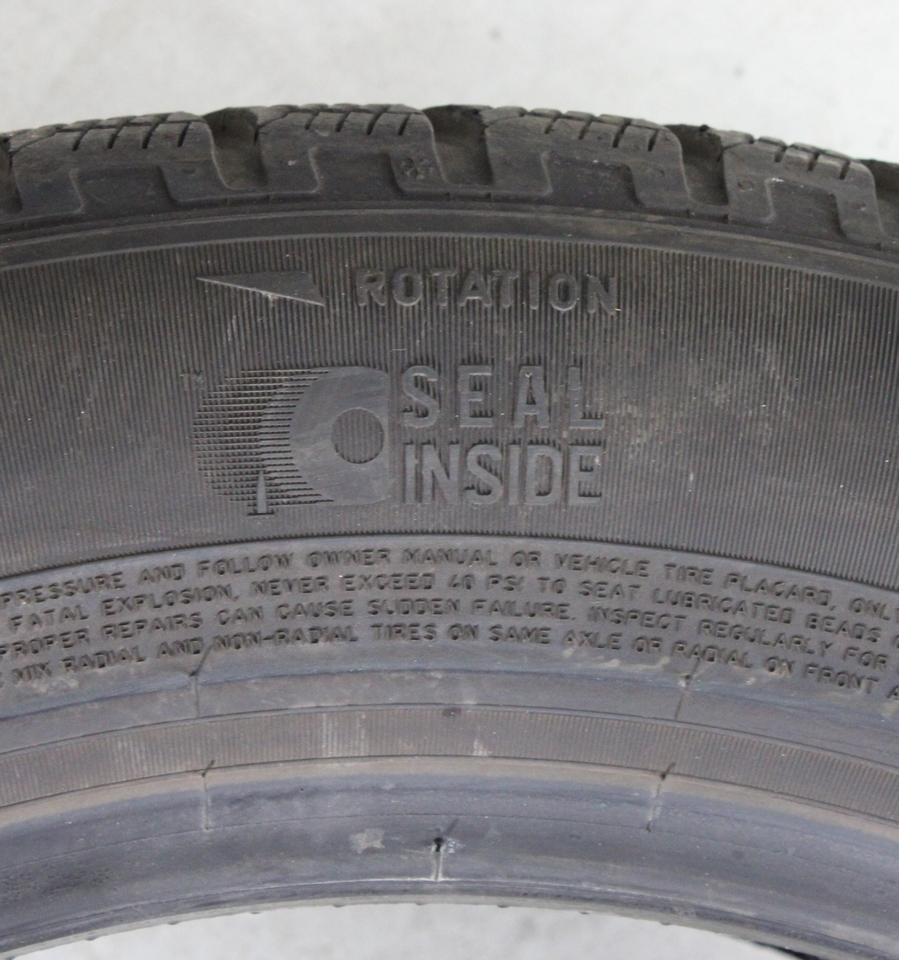 ROTATION
TM
SEAL
INSIDE
PRESSURE AND FOLLOW OWNER MANUAL OR VEHICLE TIRE PLACARD, ONLY
FATAL EXPLOSION, NEVER EXCEED 40 PSI TO SEAT LUBRICATED BEADS
PROPER REPAIRS CAN CAUSE SUDDEN FAILURE. INSPECT REGULARLY FOR
MIX RADIAL AND NON-RADIAL TIRES ON SAME AXLE OR RADIAL ON FRONT A